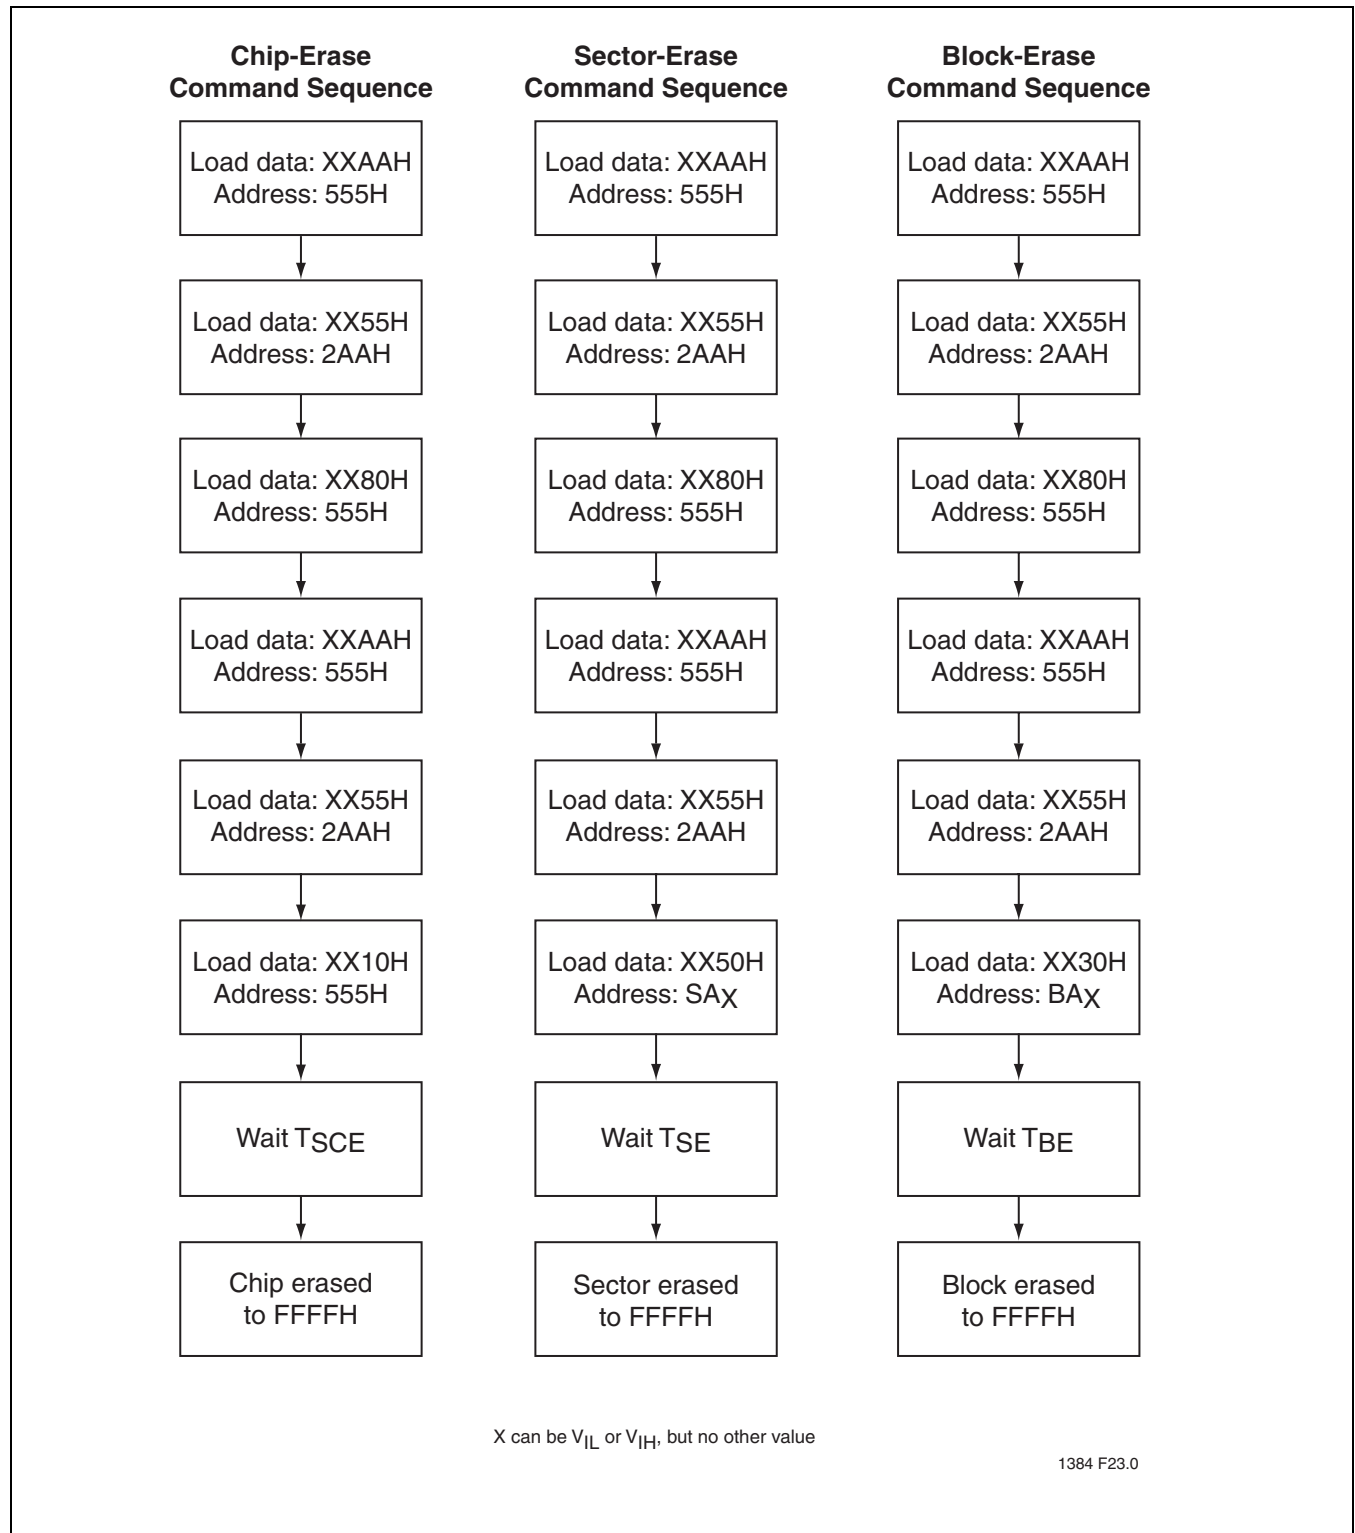 Chip-Erase
Command Sequence
Load data: XXAAH
Address: 555H
Load data: XX55H
Address: 2AAH
Load data: XX80H
Address: 555H
Load data: XXAAH
Address: 555H
Load data: XX55H
Address: 2AAH
Load data: XX10H
Address: 555H
Wait TSCE
Chip erased
to FFFFH
Sector-Erase
Command Sequence
Load data: XXAAH
Address: 555H
Load data: XX55H
Address: 2AAH
Load data: XX80H
Address: 555H
Load data: XXAAH
Address: 555H
Load data: XX55H
Address: 2AAH
Load data: XX50H
Address: SAX
Wait TSE
Sector erased
to FFFFH
Block-Erase
Command Sequence
Load data: XXAAH
Address: 555H
Load data: XX55H
Address: 2AAH
Load data: XX80H
Address: 555H
Load data: XXAAH
Address: 555H
Load data: XX55H
Address: 2AAH
Load data: XX30H
Address: BAX
Wait TBE
Block erased
to FFFFH
X can be VIL or VIH, but no other value
1384 F23.0